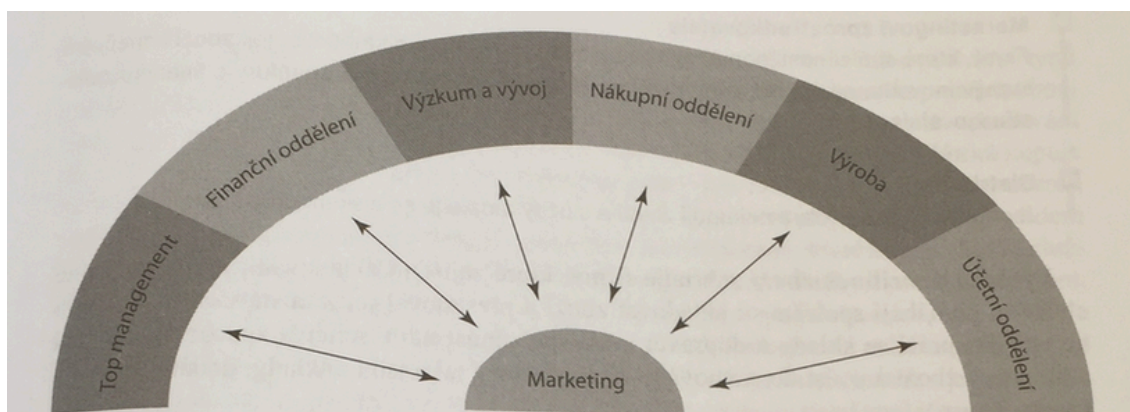 Top management
Finanční oddělení
Výzkum a vývoj
Nákupní oddělení
Výroba
Účetní oddělení
Marketing